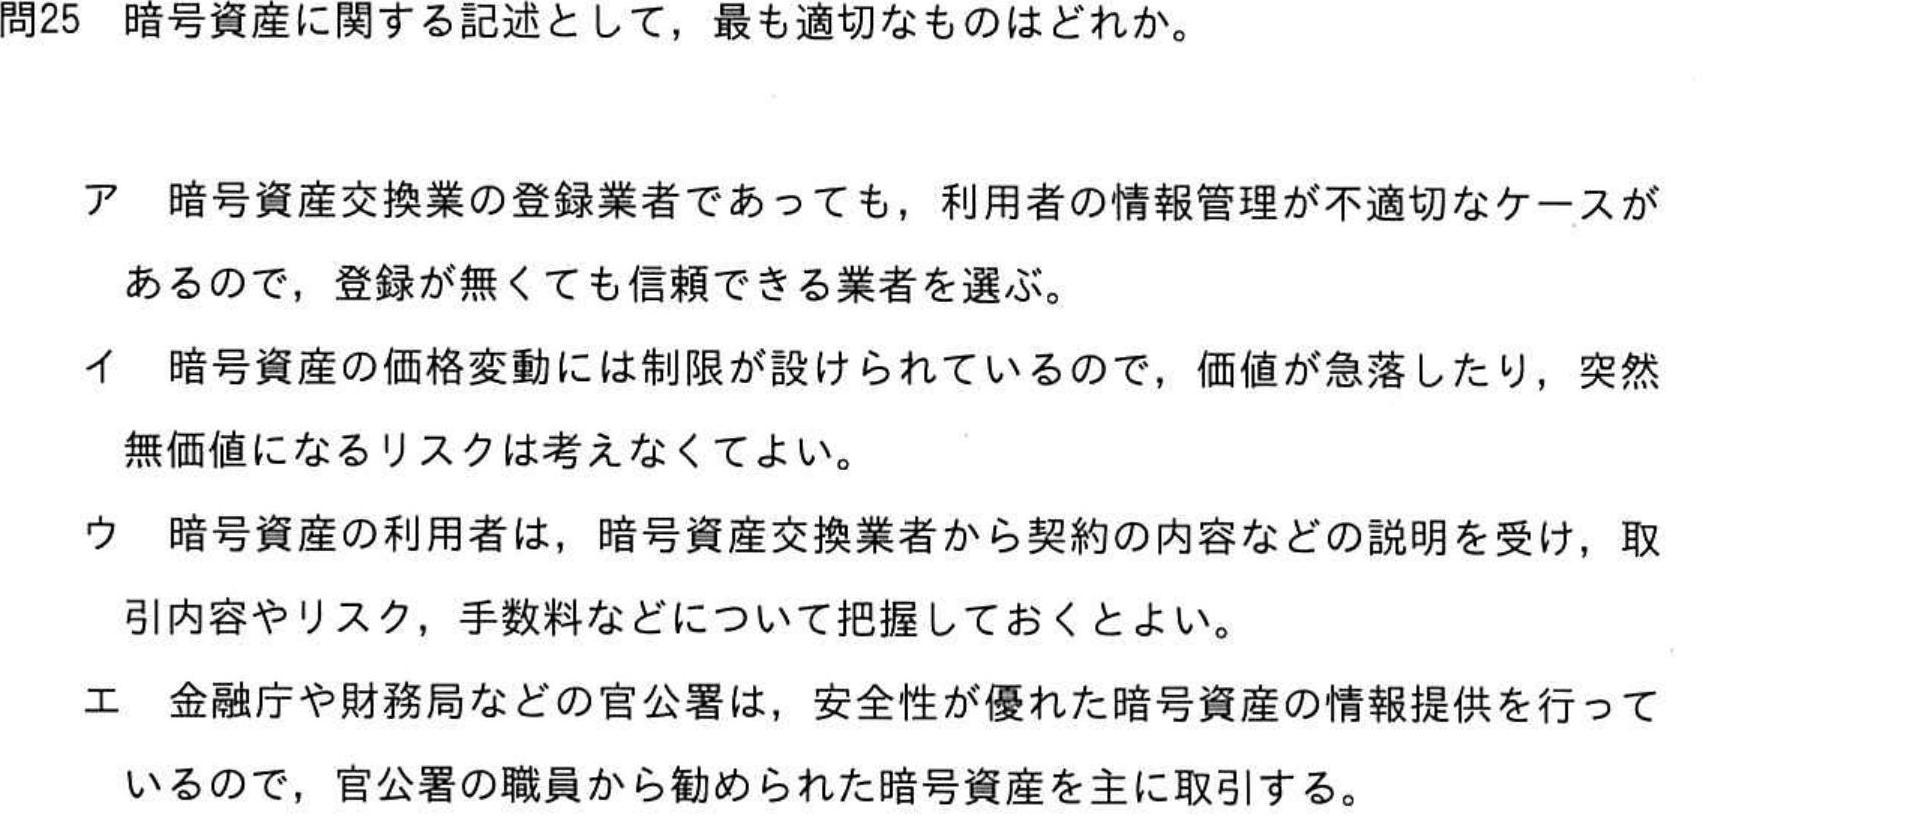 問25 暗号資産に関する記述として，最も適切なものはどれか。
ア 暗号資産交換業の登録業者であっても，利用者の情報管理が不適切なケースが
あるので，登録が無くても信頼できる業者を選ぶ。
イ 暗号資産の価格変動には制限が設けられているので，価値が急落したり，突然
無価値になるリスクは考えなくてよい。
ウ 暗号資産の利用者は，暗号資産交換業者から契約の内容などの説明を受け，取
引内容やリスク，手数料などについて把握しておくとよい。
エ 金融庁や財務局などの官公署は，安全性が優れた暗号資産の情報提供を行って
いるので，官公署の職員から勧められた暗号資産を主に取引する。